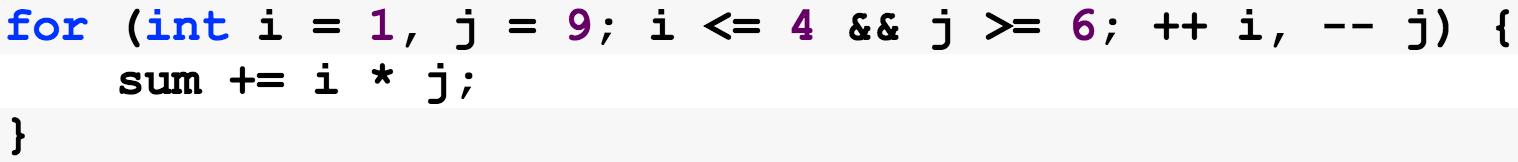 for (int i = 1, j = 9; i <= 4 && j >= 6; ++ i, -- j) {
    sum += i * j;
}